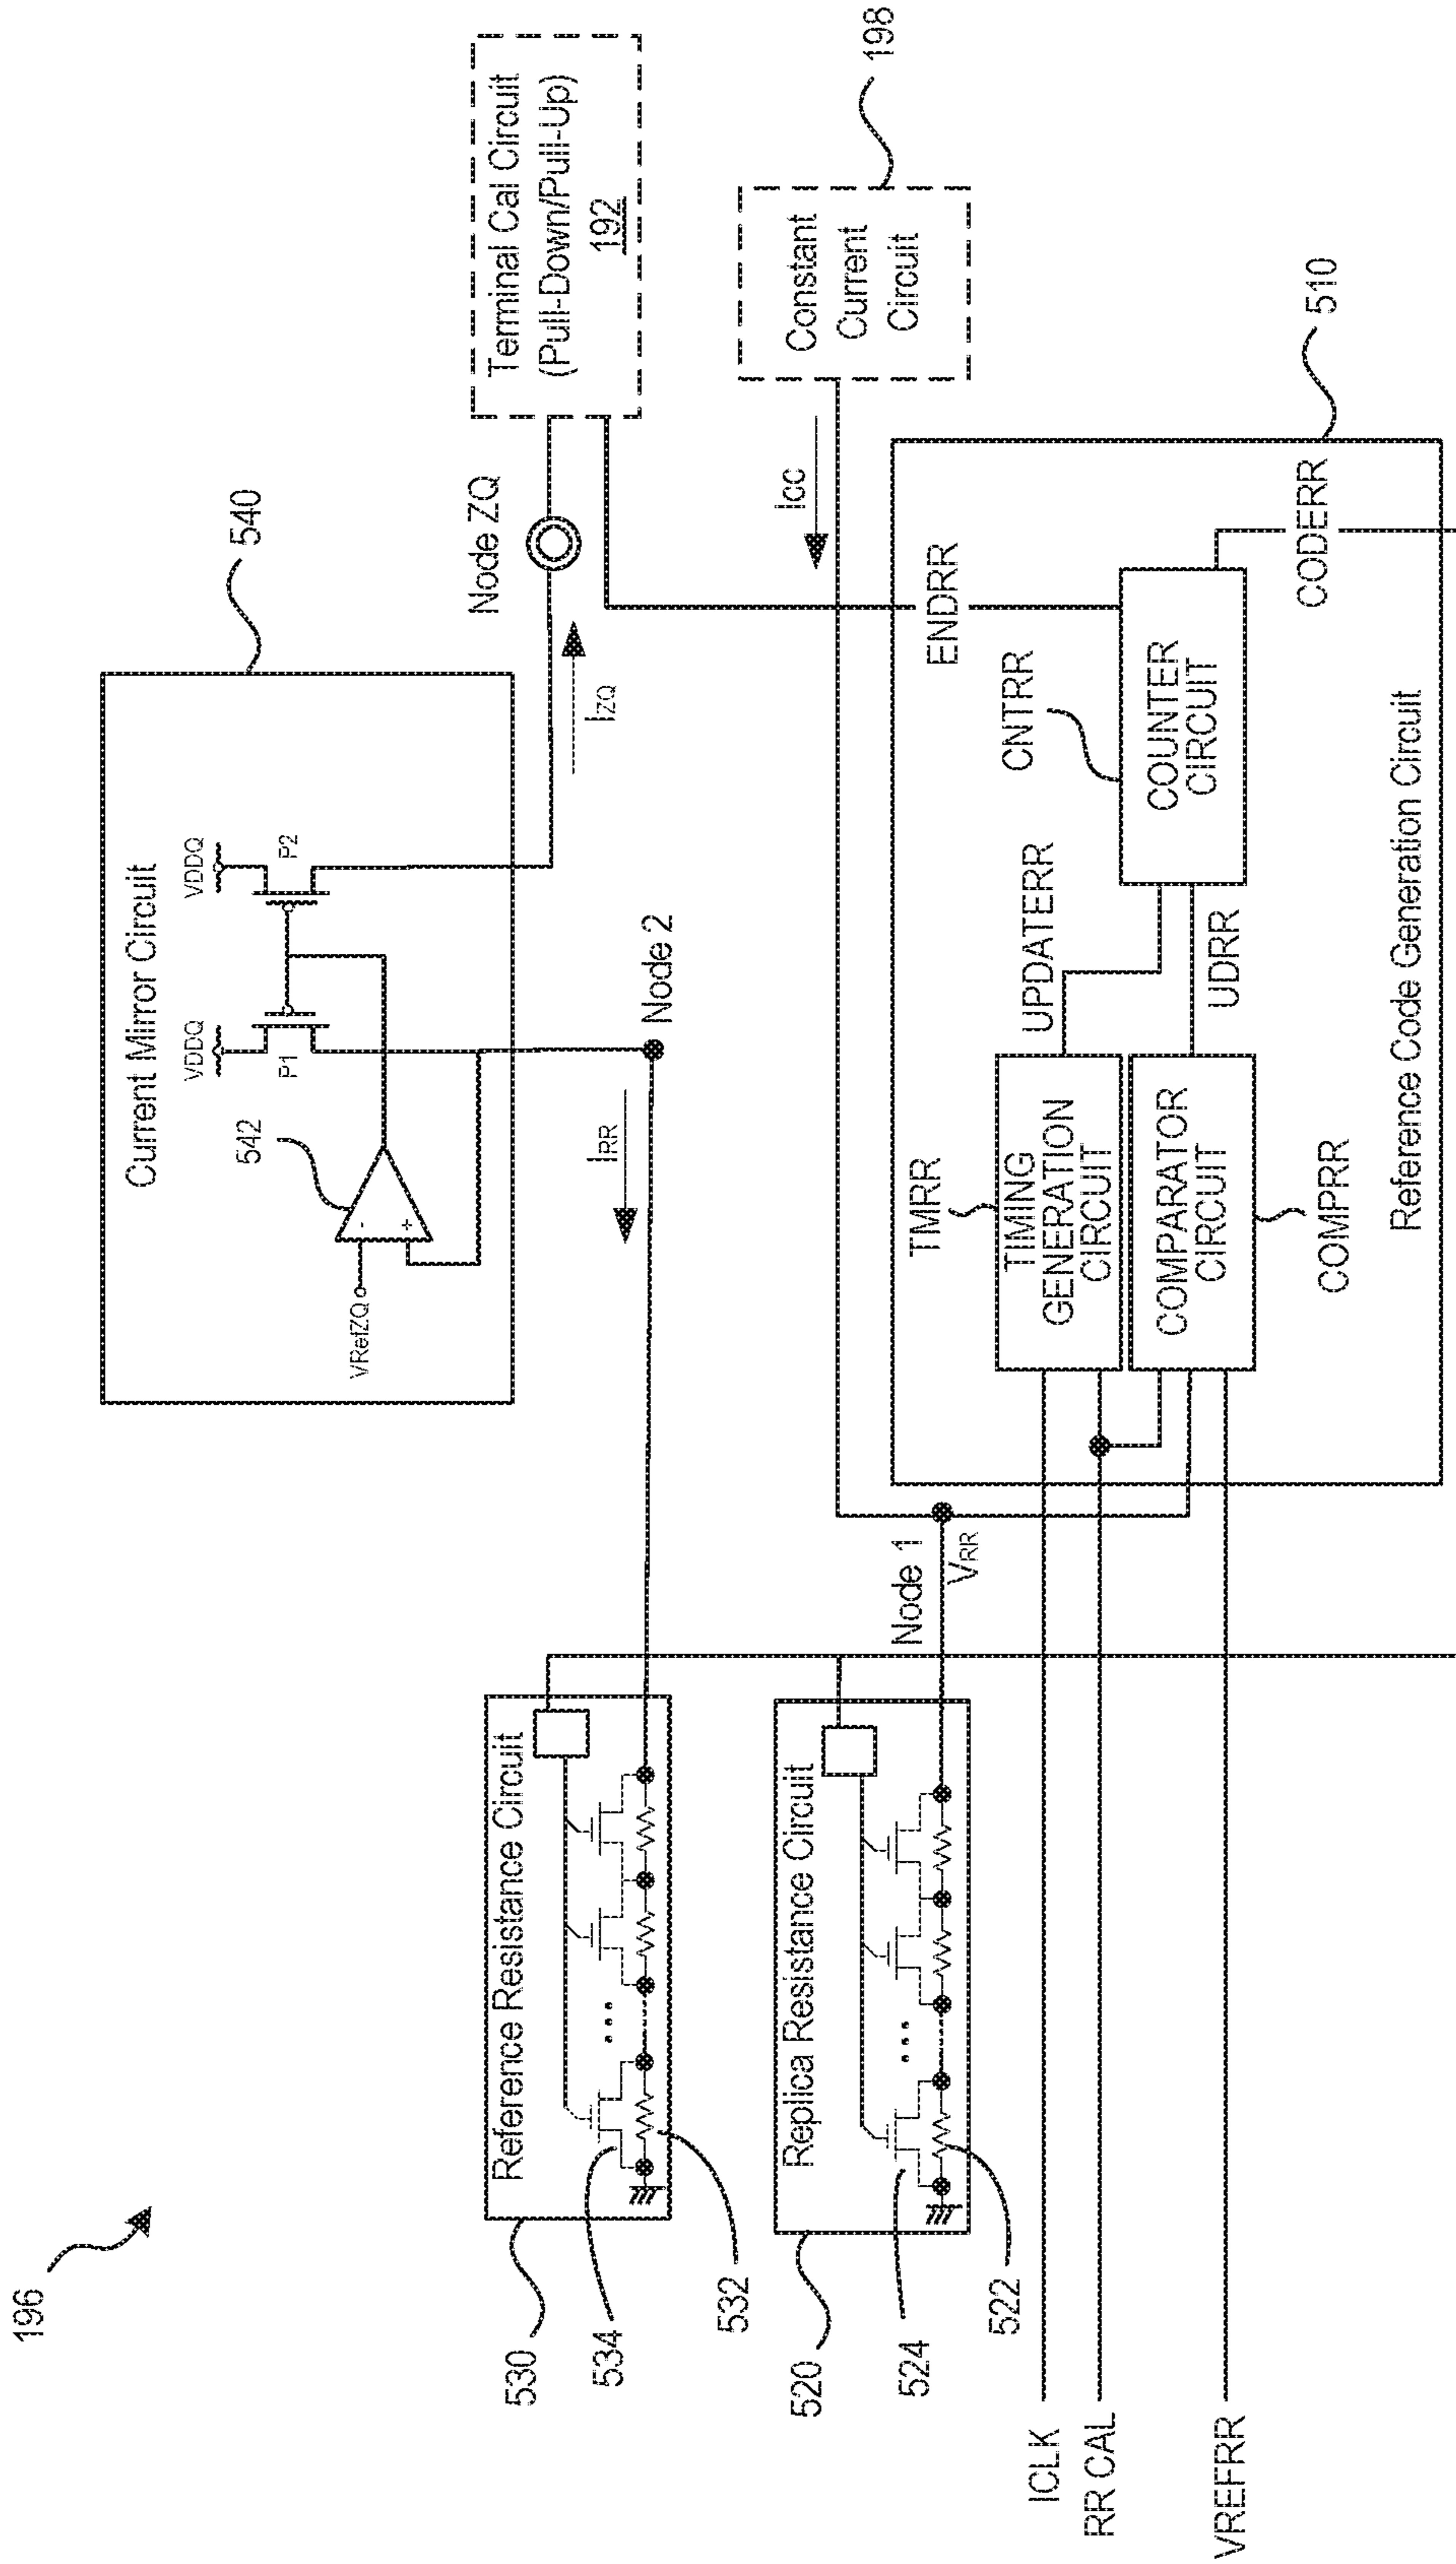 196
530
Reference Resistance Circuit
534
532
520
Replica Resistance Circuit
524
522
...
...
ICLK
RR CAL
VREFRR
Current Mirror Circuit
540
542
VRefZQ
-
+
VDDQ
P1
VDDQ
P2
Node 2
IRR
IZQ
Node ZQ
Terminal Cal Circuit
(Pull-Down/Pull-Up)
192
Constant
Current
Circuit
198
Icc
Node 1
VRR
510
TMRR
TIMING
GENERATION
CIRCUIT
COMPARATOR
CIRCUIT
COMPRR
UPDATERR
UDRR
CNTRR
COUNTER
CIRCUIT
ENDRR
CODERR
Reference Code Generation Circuit